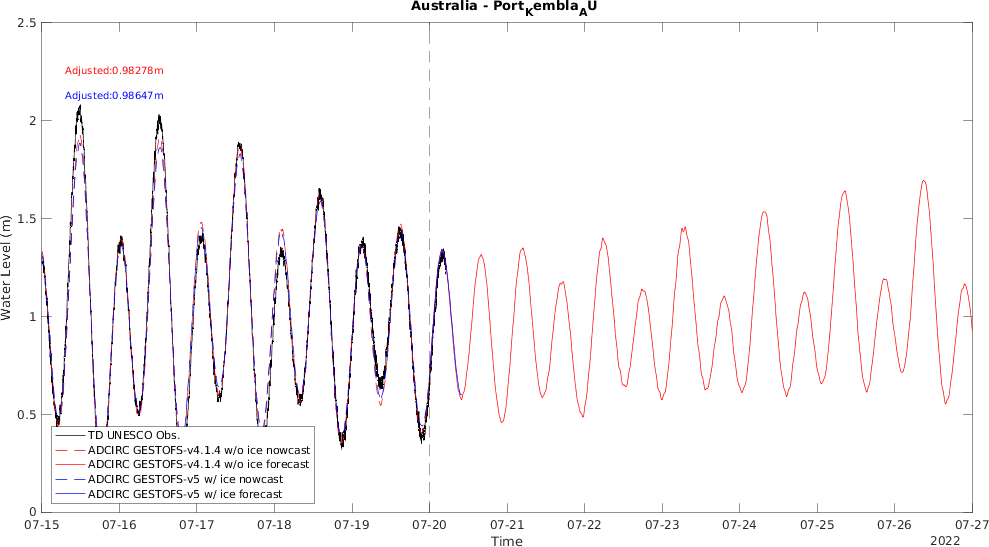 Australia - Port_Kembla_AU
Adjusted:0.98278m
Adjusted:0.98647m
2.5
2
1.5
1
0.5
0
Water Level (m)
TD UNESCO Obs.
ADCIRC GESTOFS-v4.1.4 w/o ice nowcast
ADCIRC GESTOFS-v4.1.4 w/o ice forecast
ADCIRC GESTOFS-v5 w/ ice nowcast
ADCIRC GESTOFS-v5 w/ ice forecast
07-15 07-16 07-17 07-18 07-19 07-20 07-21 07-22 07-23 07-24 07-25 07-26 07-27
Time
2022